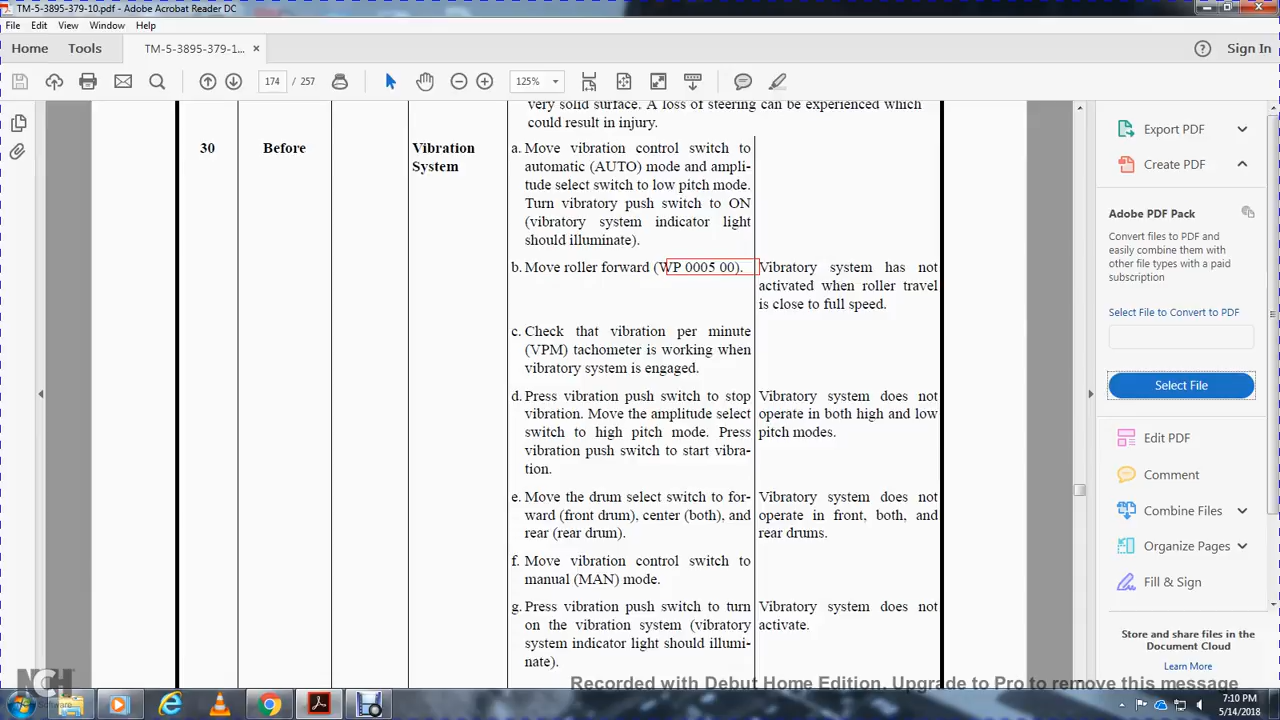 TM-5-3895-379-10.pdf - Adobe Acrobat Reader DC
File Edit View Window Help
Home Tools TM-5-3895-379-1... × Sign In
174 / 257 125%
very solid surface. A loss of steering can be experienced which
could result in injury.
30 Before Vibration
System
a. Move vibration control switch to
automatic (AUTO) mode and ampli-
tude select switch to low pitch mode.
Turn vibratory push switch to ON
(vibratory system indicator light
should illuminate).
b. Move roller forward (WP 0005 00).
Vibratory system has not
activated when roller travel
is close to full speed.
c. Check that vibration per minute
(VPM) tachometer is working when
vibratory system is engaged.
d. Press vibration push switch to stop
vibration. Move the amplitude select
switch to high pitch mode. Press
vibration push switch to start vibra-
tion.
Vibratory system does not
operate in both high and low
pitch modes.
e. Move the drum select switch to for-
ward (front drum), center (both), and
rear (rear drum).
Vibratory system does not
operate in front, both, and
rear drums.
f. Move vibration control switch to
manual (MAN) mode.
g. Press vibration push switch to turn
on the vibration system (vibratory
system indicator light should illumi-
nate).
Vibratory system does not
activate.
Export PDF
Create PDF
Adobe PDF Pack
Convert files to PDF and
easily combine them with
other file types with a paid
subscription
Select File to Convert to PDF
Select File
Edit PDF
Comment
Combine Files
Organize Pages
Fill & Sign
Store and share files in the
Document Cloud
Learn More
NCH
Software
Recorded with Debut Home Edition. Upgrade to Pro to remove this message
7:10 PM
5/14/2018